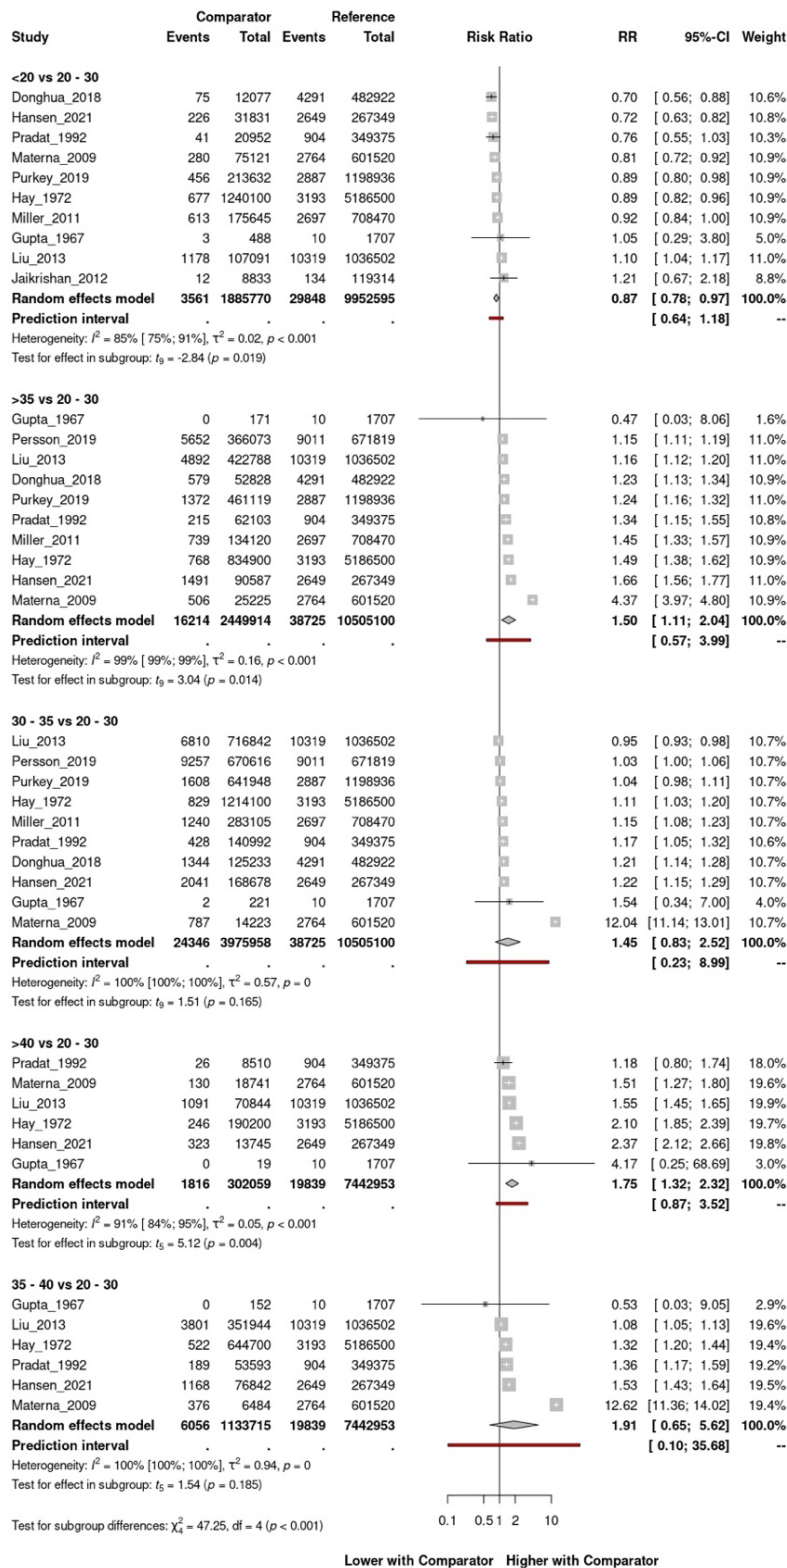 Comparator Reference
Study Events Total Events Total Risk Ratio RR 95%-CI Weight
<20 vs 20 - 30
Donghua_2018 75 12077 4291 482922 0.70 [ 0.56; 0.88] 10.6%
Hansen_2021 226 31831 2649 267349 0.72 [ 0.63; 0.82] 10.8%
Pradat_1992 41 20952 904 349375 0.76 [ 0.55; 1.03] 10.3%
Materna_2009 280 75121 2764 601520 0.81 [ 0.72; 0.92] 10.9%
Purkey_2019 456 213632 2887 1198936 0.89 [ 0.80; 0.98] 10.9%
Hay_1972 677 1240100 3193 5186500 0.89 [ 0.82; 0.96] 10.9%
Miller_2011 613 175645 2697 708470 0.92 [ 0.84; 1.00] 10.9%
Gupta_1967 3 488 10 1707 1.05 [ 0.29; 3.80] 5.0%
Liu_2013 1178 107091 10319 1036502 1.10 [ 1.04; 1.17] 11.0%
Jaikrishan_2012 12 8833 134 119314 1.21 [ 0.67; 2.18] 8.8%
Random effects model 3561 1885770 29848 9952595 0.87 [ 0.78; 0.97] 100.0%
Prediction interval . . . . [ 0.64; 1.18] --
Heterogeneity: I² = 85% [ 75%; 91%], τ² = 0.02, p < 0.001
Test for effect in subgroup: t₉ = -2.84 (p = 0.019)
>35 vs 20 - 30
Gupta_1967 0 171 10 1707 0.47 [ 0.03; 8.06] 1.6%
Persson_2019 5652 366073 9011 671819 1.15 [ 1.11; 1.19] 11.0%
Liu_2013 4892 422788 10319 1036502 1.16 [ 1.12; 1.20] 11.0%
Donghua_2018 579 52828 4291 482922 1.23 [ 1.13; 1.34] 10.9%
Purkey_2019 1372 461119 2887 1198936 1.24 [ 1.16; 1.32] 11.0%
Pradat_1992 215 62103 904 349375 1.34 [ 1.15; 1.55] 10.8%
Miller_2011 739 134120 2697 708470 1.45 [ 1.33; 1.57] 10.9%
Hay_1972 768 834900 3193 5186500 1.49 [ 1.38; 1.62] 10.9%
Hansen_2021 1491 90587 2649 267349 1.66 [ 1.56; 1.77] 11.0%
Materna_2009 506 25225 2764 601520 4.37 [ 3.97; 4.80] 10.9%
Random effects model 16214 2449914 38725 10505100 1.50 [ 1.11; 2.04] 100.0%
Prediction interval . . . . [ 0.57; 3.99] --
Heterogeneity: I² = 99% [ 99%; 99%], τ² = 0.16, p < 0.001
Test for effect in subgroup: t₉ = 3.04 (p = 0.014)
30 - 35 vs 20 - 30
Liu_2013 6810 716842 10319 1036502 0.95 [ 0.93; 0.98] 10.7%
Persson_2019 9257 670616 9011 671819 1.03 [ 1.00; 1.06] 10.7%
Purkey_2019 1608 641948 2887 1198936 1.04 [ 0.98; 1.11] 10.7%
Hay_1972 829 1214100 3193 5186500 1.11 [ 1.03; 1.20] 10.7%
Miller_2011 1240 283105 2697 708470 1.15 [ 1.08; 1.23] 10.7%
Pradat_1992 428 140992 904 349375 1.17 [ 1.05; 1.32] 10.6%
Donghua_2018 1344 125233 4291 482922 1.21 [ 1.14; 1.28] 10.7%
Hansen_2021 2041 168678 2649 267349 1.22 [ 1.15; 1.29] 10.7%
Gupta_1967 2 221 10 1707 1.54 [ 0.34; 7.00] 4.0%
Materna_2009 787 14223 2764 601520 12.04 [11.14; 13.01] 10.7%
Random effects model 24346 3975958 38725 10505100 1.45 [ 0.83; 2.52] 100.0%
Prediction interval . . . . [ 0.23; 8.99] --
Heterogeneity: I² = 100% [100%; 100%], τ² = 0.57, p = 0
Test for effect in subgroup: t₉ = 1.51 (p = 0.165)
>40 vs 20 - 30
Pradat_1992 26 8510 904 349375 1.18 [ 0.80; 1.74] 18.0%
Materna_2009 130 18741 2764 601520 1.51 [ 1.27; 1.80] 19.6%
Liu_2013 1091 70844 10319 1036502 1.55 [ 1.45; 1.65] 19.9%
Hay_1972 246 190200 3193 5186500 2.10 [ 1.85; 2.39] 19.7%
Hansen_2021 323 13745 2649 267349 2.37 [ 2.12; 2.66] 19.8%
Gupta_1967 0 19 10 1707 4.17 [ 0.25; 68.69] 3.0%
Random effects model 1816 302059 19839 7442953 1.75 [ 1.32; 2.32] 100.0%
Prediction interval . . . . [ 0.87; 3.52] --
Heterogeneity: I² = 91% [ 84%; 95%], τ² = 0.05, p < 0.001
Test for effect in subgroup: t₅ = 5.12 (p = 0.004)
35 - 40 vs 20 - 30
Gupta_1967 0 152 10 1707 0.53 [ 0.03; 9.05] 2.9%
Liu_2013 3801 351944 10319 1036502 1.08 [ 1.05; 1.13] 19.6%
Hay_1972 522 644700 3193 5186500 1.32 [ 1.20; 1.44] 19.4%
Pradat_1992 189 53593 904 349375 1.36 [ 1.17; 1.59] 19.2%
Hansen_2021 1168 76842 2649 267349 1.53 [ 1.43; 1.64] 19.5%
Materna_2009 376 6484 2764 601520 12.62 [11.36; 14.02] 19.4%
Random effects model 6056 1133715 19839 7442953 1.91 [ 0.65; 5.62] 100.0%
Prediction interval . . . . [ 0.10; 35.68] --
Heterogeneity: I² = 100% [100%; 100%], τ² = 0.94, p = 0
Test for effect in subgroup: t₅ = 1.54 (p = 0.185)
0.1 0.5 1 2 10
Test for subgroup differences: χ²₄ = 47.25, df = 4 (p < 0.001)
Lower with Comparator Higher with Comparator